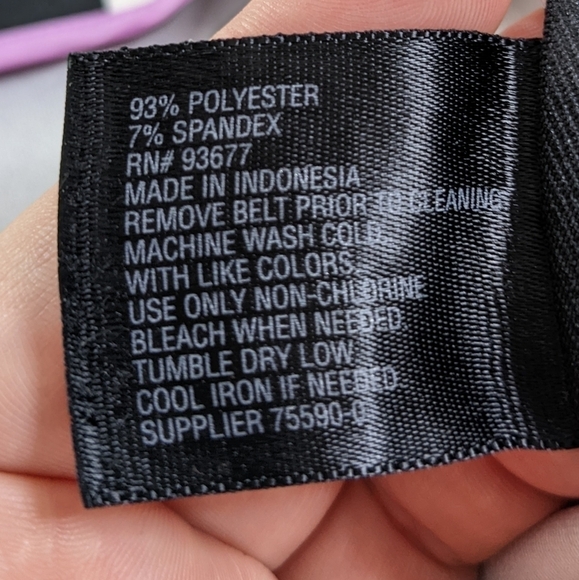 93% POLYESTER
7% SPANDEX
RN# 93677
MADE IN INDONESIA
REMOVE BELT PRIOR TO CLEANING
MACHINE WASH COLD.
WITH LIKE COLORS.
USE ONLY NON-CHLORINE
BLEACH WHEN NEEDED.
TUMBLE DRY LOW.
COOL IRON IF NEEDED.
SUPPLIER 75590-0